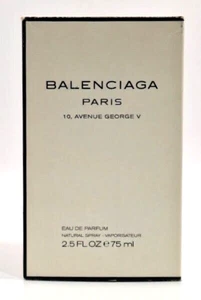 BALENCIAGA
PARIS
10, AVENUE GEORGE V
EAU DE PARFUM
NATURAL SPRAY - VAPORISATEUR
2.5 FL OZ ℮ 75 ml